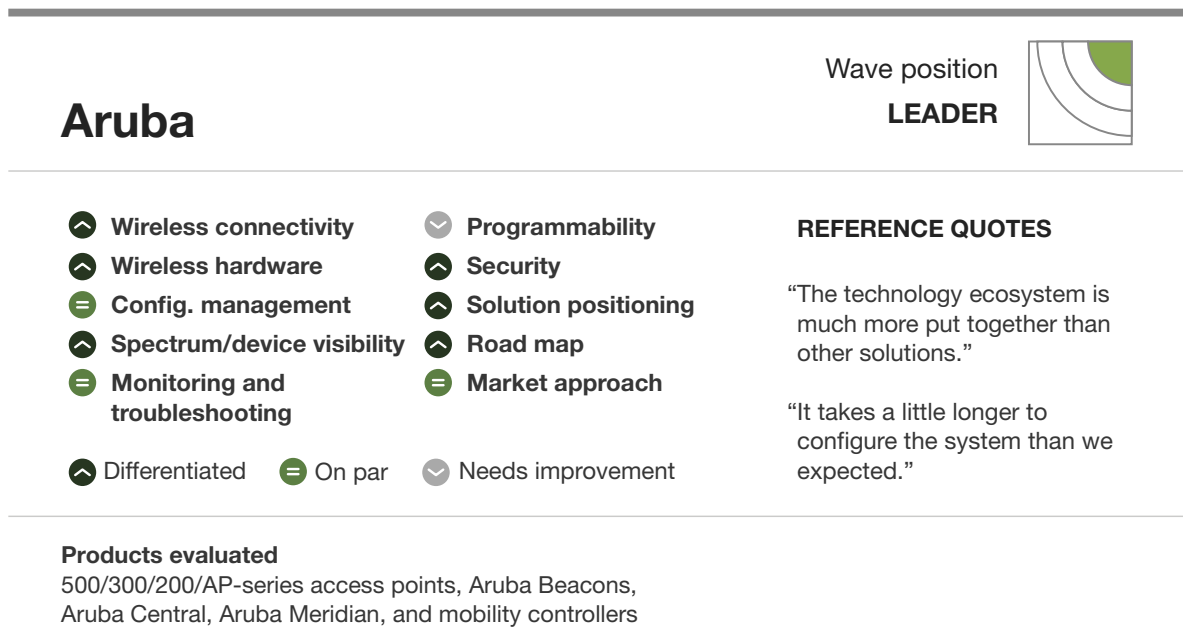 Aruba
Wave position
LEADER
Wireless connectivity
Wireless hardware
Config. management
Spectrum/device visibility
Monitoring and
troubleshooting
Programmability
Security
Solution positioning
Road map
Market approach
Differentiated
On par
Needs improvement
REFERENCE QUOTES
“The technology ecosystem is
much more put together than
other solutions.”
“It takes a little longer to
configure the system than we
expected.”
Products evaluated
500/300/200/AP-series access points, Aruba Beacons,
Aruba Central, Aruba Meridian, and mobility controllers